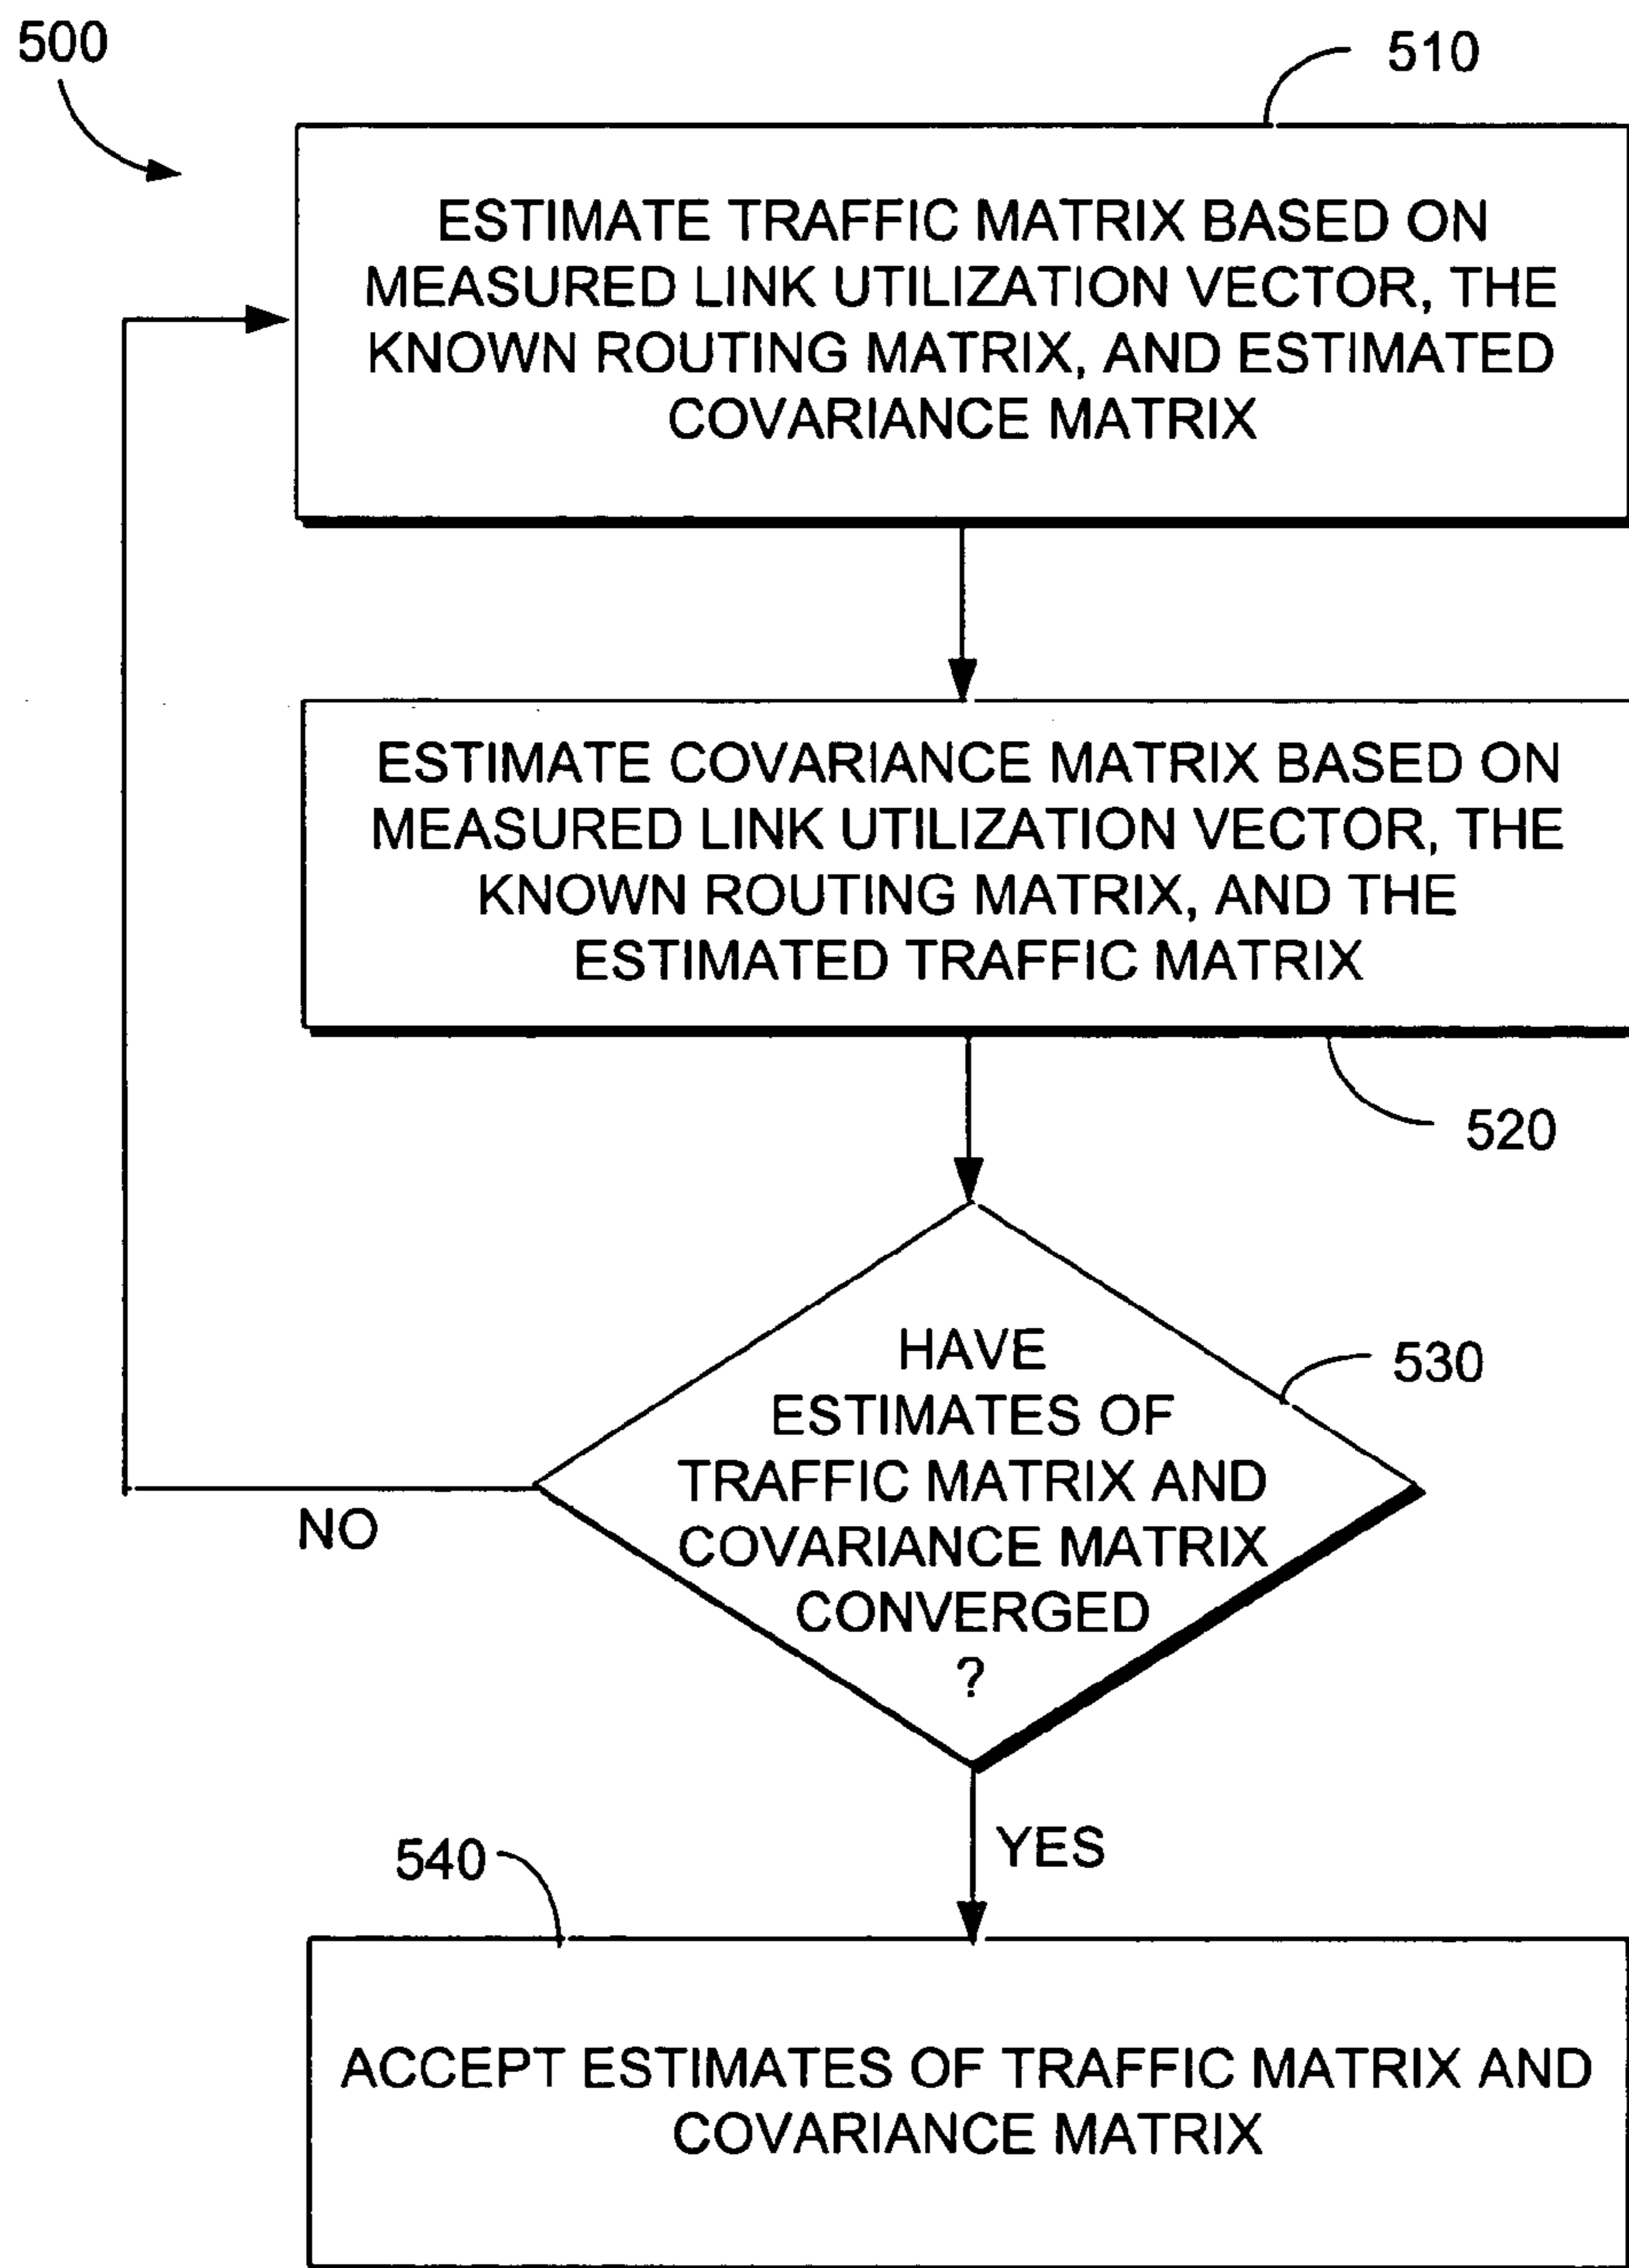 500
510
ESTIMATE TRAFFIC MATRIX BASED ON
MEASURED LINK UTILIZATION VECTOR, THE
KNOWN ROUTING MATRIX, AND ESTIMATED
COVARIANCE MATRIX
ESTIMATE COVARIANCE MATRIX BASED ON
MEASURED LINK UTILIZATION VECTOR, THE
KNOWN ROUTING MATRIX, AND THE
ESTIMATED TRAFFIC MATRIX
520
HAVE
ESTIMATES OF
TRAFFIC MATRIX AND
COVARIANCE MATRIX
CONVERGED
?
530
NO
YES
540
ACCEPT ESTIMATES OF TRAFFIC MATRIX AND
COVARIANCE MATRIX